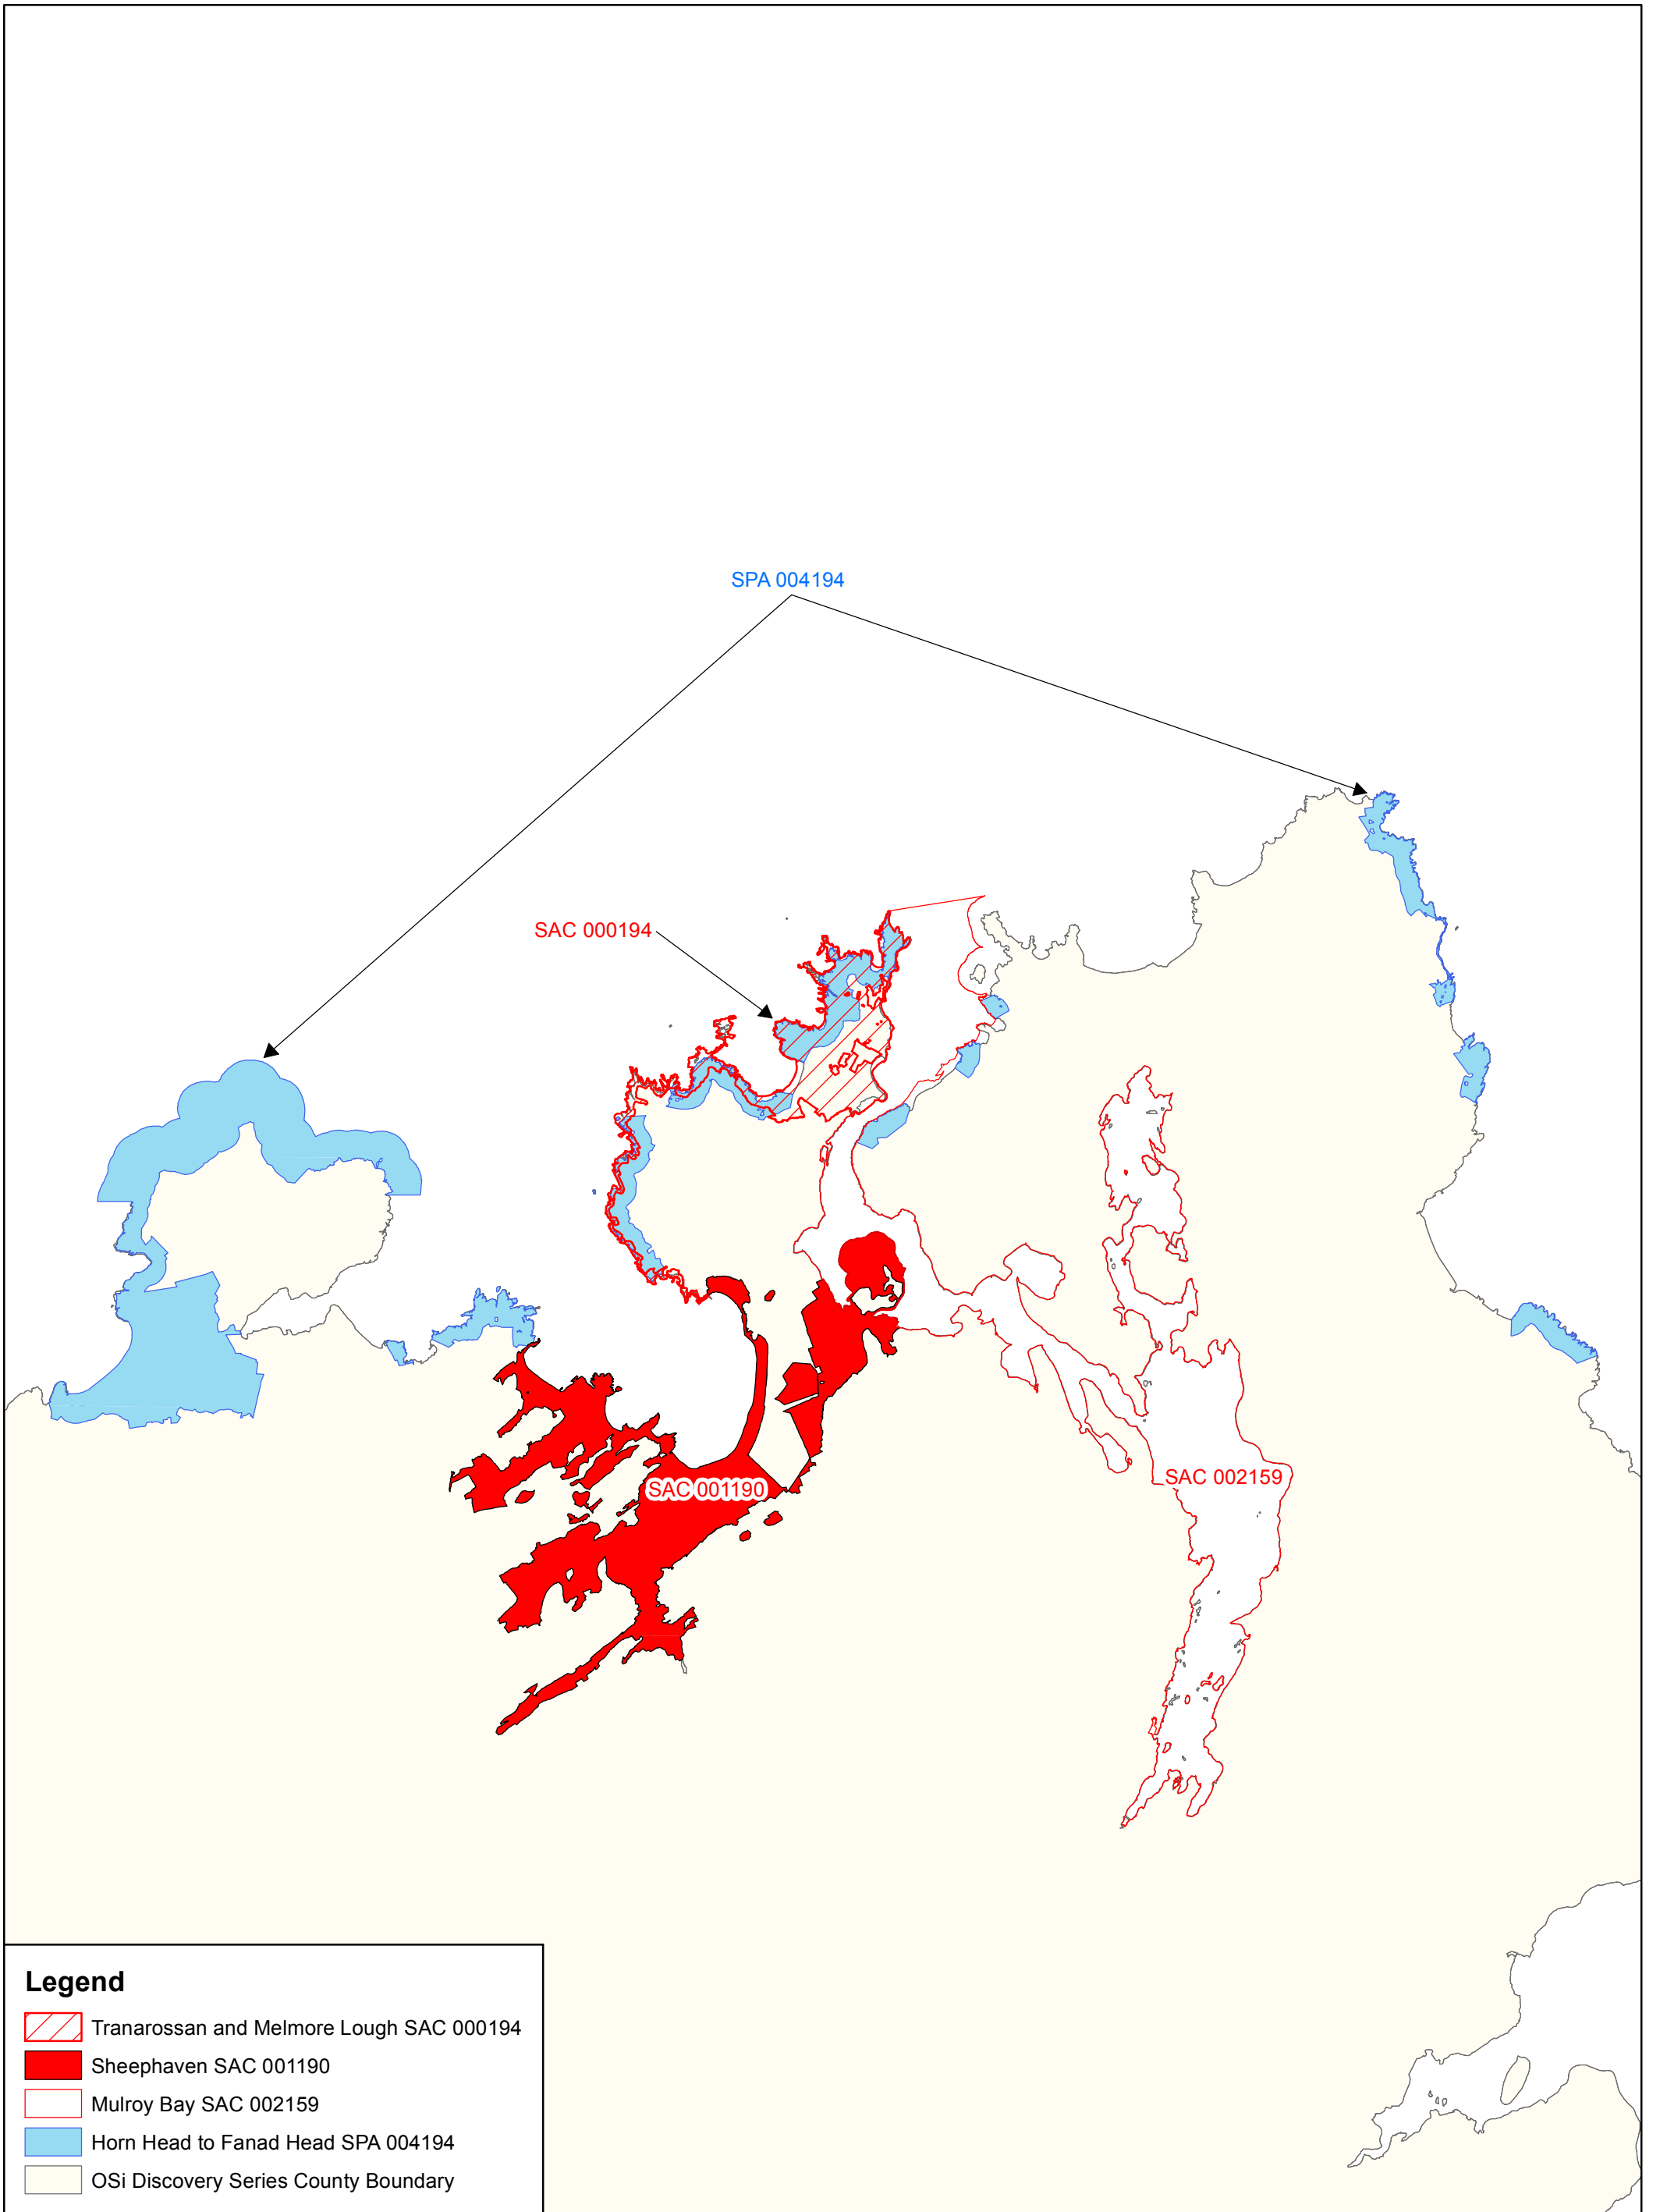 SPA 004194
SAC 000194
SAC 002159
SAC 001190
Legend
Tranarossan and Melmore Lough SAC 000194
Sheephaven SAC 001190
Mulroy Bay SAC 002159
Horn Head to Fanad Head SPA 004194
OSi Discovery Series County Boundary